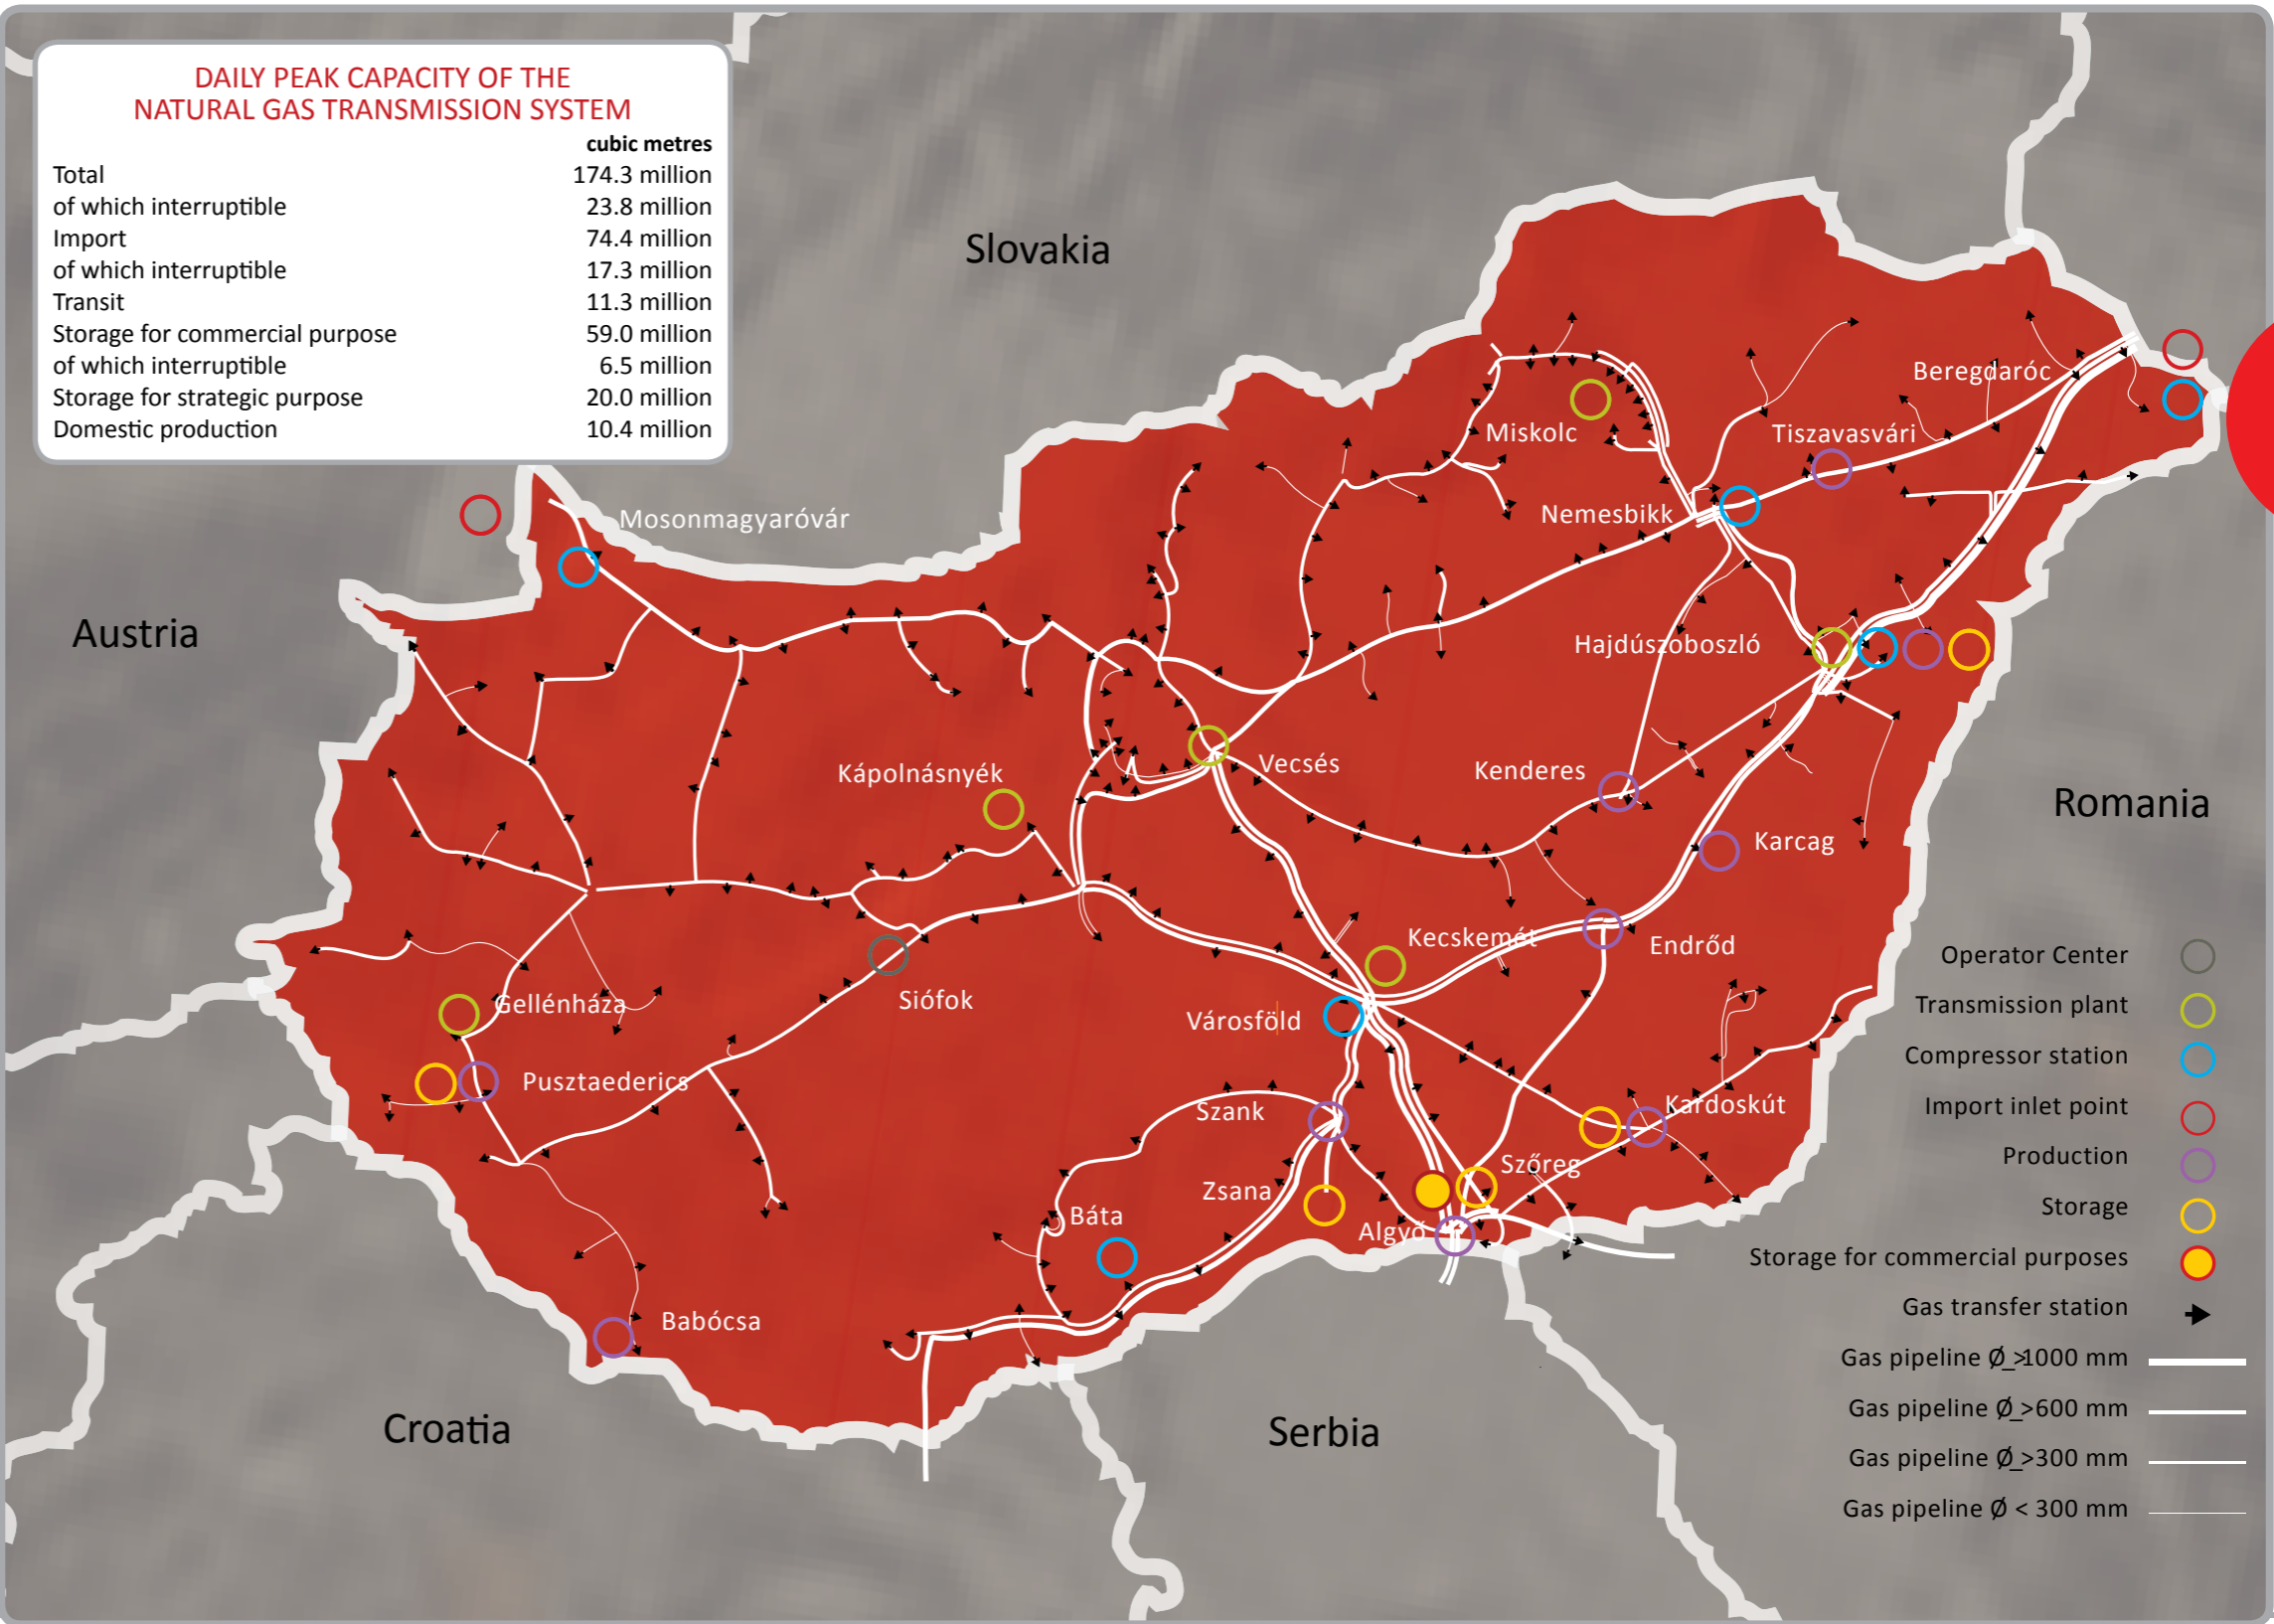 DAILY PEAK CAPACITY OF THE
NATURAL GAS TRANSMISSION SYSTEM
cubic metres
Total 174.3 million
of which interruptible 23.8 million
Import 74.4 million
of which interruptible 17.3 million
Transit 11.3 million
Storage for commercial purpose 59.0 million
of which interruptible 6.5 million
Storage for strategic purpose 20.0 million
Domestic production 10.4 million
Slovakia
Beregdaróc
Miskolc
Tiszavasvári
Nemesbikk
Mosonmagyaróvár
Austria
Hajdúszoboszló
Kápolnásnyék
Vecsés
Kenderes
Romania
Karcag
Kecskemét
Endrőd
Siófok
Gellénháza
Városföld
Pusztaederics
Szank
Kardoskút
Szőreg
Zsana
Báta
Algyő
Babócsa
Croatia
Serbia
Operator Center
Transmission plant
Compressor station
Import inlet point
Production
Storage
Storage for commercial purposes
Gas transfer station
Gas pipeline Ø_>1000 mm
Gas pipeline Ø_>600 mm
Gas pipeline Ø_>300 mm
Gas pipeline Ø < 300 mm